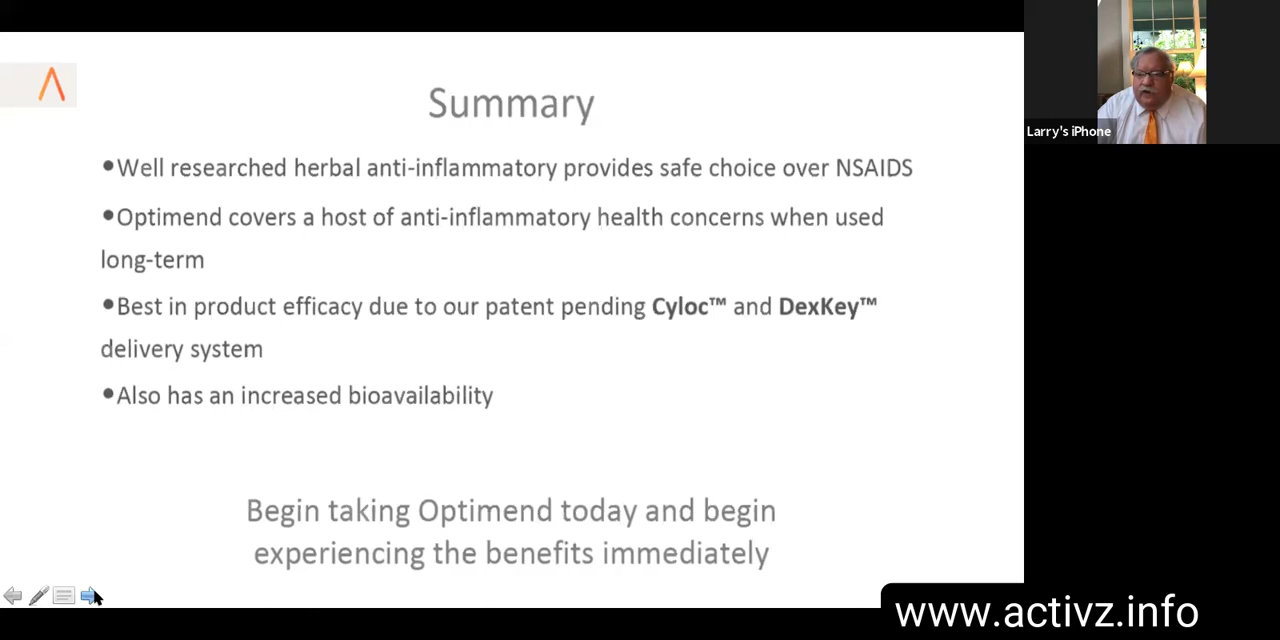 Summary
•Well researched herbal anti-inflammatory provides safe choice over NSAIDS
•Optimend covers a host of anti-inflammatory health concerns when used
long-term
•Best in product efficacy due to our patent pending Cyloc™ and DexKey™
delivery system
•Also has an increased bioavailability
Begin taking Optimend today and begin
experiencing the benefits immediately
Larry's iPhone
www.activz.info